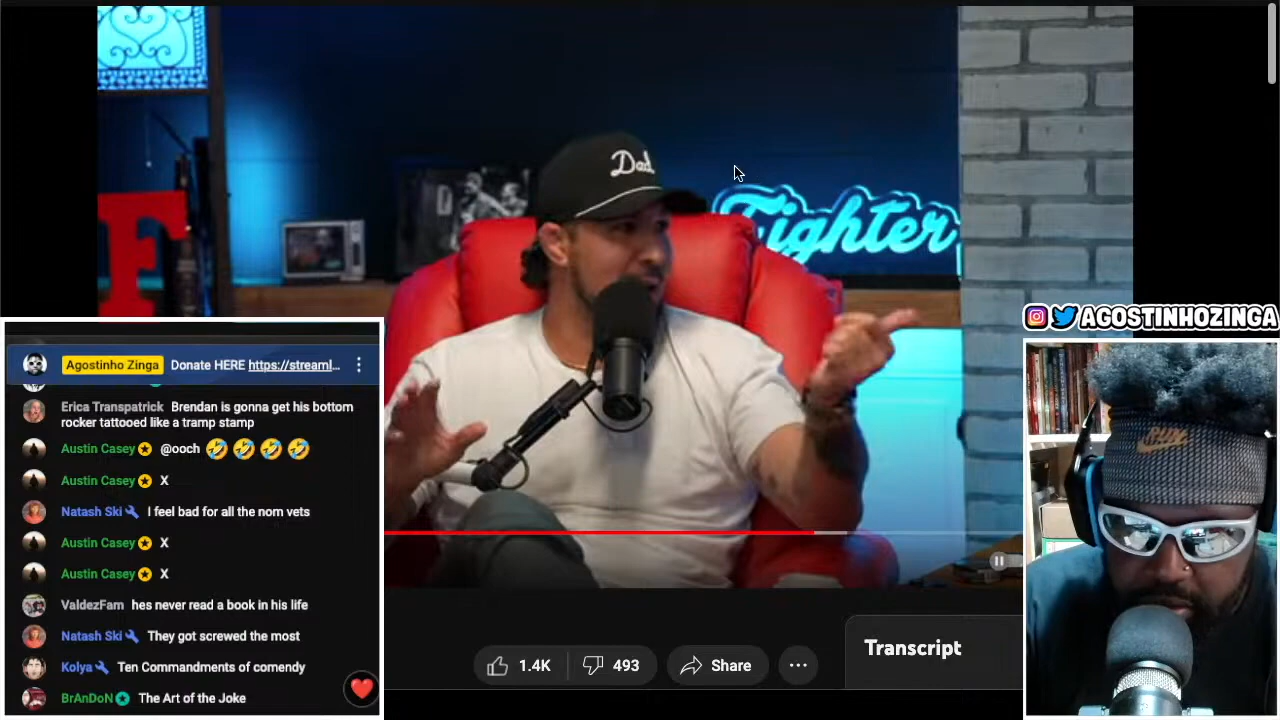 Dad
Fighter
F
AGOSTINHOZINGA
Agostinho Zinga Donate HERE https://streaml...
Erica Transpatrick Brendan is gonna get his bottom
rocker tattooed like a tramp stamp
Austin Casey @ooch 🤣 🤣 🤣 🤣
Austin Casey X
Natash Ski I feel bad for all the nom vets
Austin Casey X
Austin Casey X
ValdezFam hes never read a book in his life
Natash Ski They got screwed the most
Kolya Ten Commandments of comendy
BrAnDoN The Art of the Joke
1.4K 493 Share
Transcript